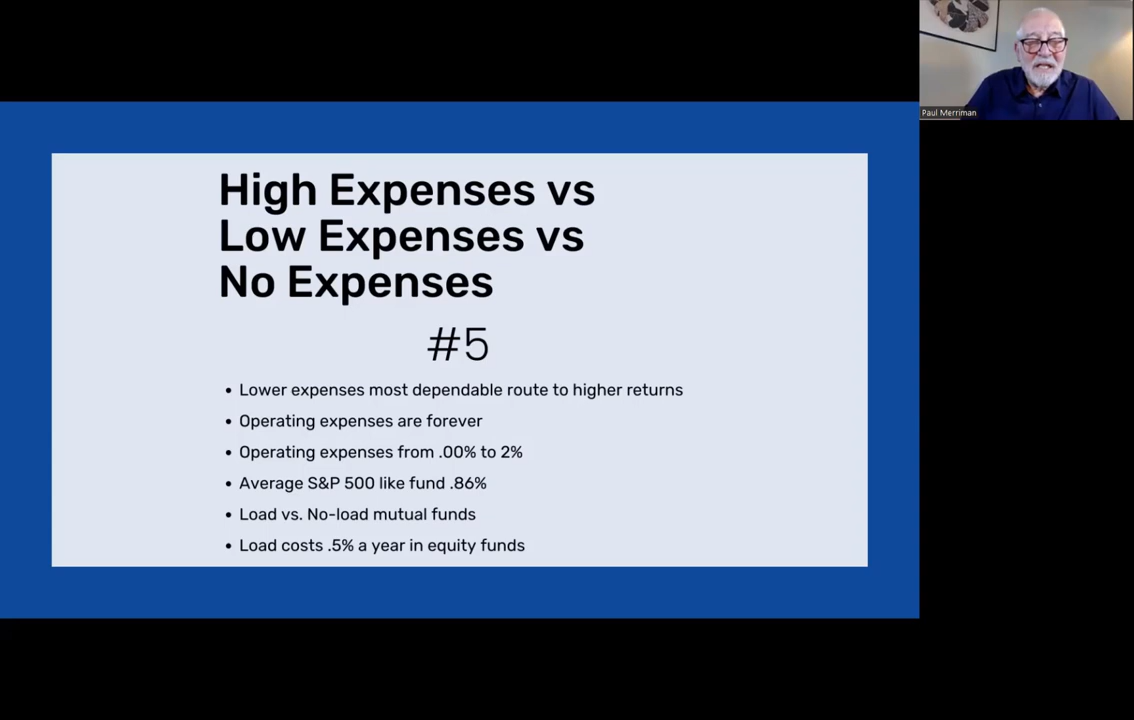 Paul Merriman
High Expenses vs
Low Expenses vs
No Expenses
#5
• Lower expenses most dependable route to higher returns
• Operating expenses are forever
• Operating expenses from .00% to 2%
• Average S&P 500 like fund .86%
• Load vs. No-load mutual funds
• Load costs .5% a year in equity funds